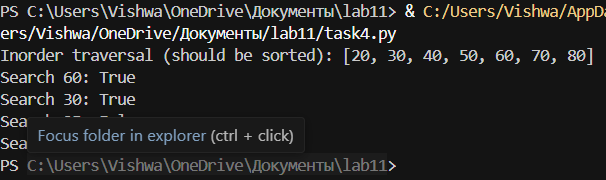 PS C:\Users\Vishwa\OneDrive\Документы\lab11> & C:/Users/Vishwa/AppDa
ers/Vishwa/OneDrive/Документы/lab11/task4.py
Inorder traversal (should be sorted): [20, 30, 40, 50, 60, 70, 80]
Search 60: True
Search 30: True
Focus folder in explorer (ctrl + click)
Sea
PS C:\Users\Vishwa\OneDrive\Документы\lab11>